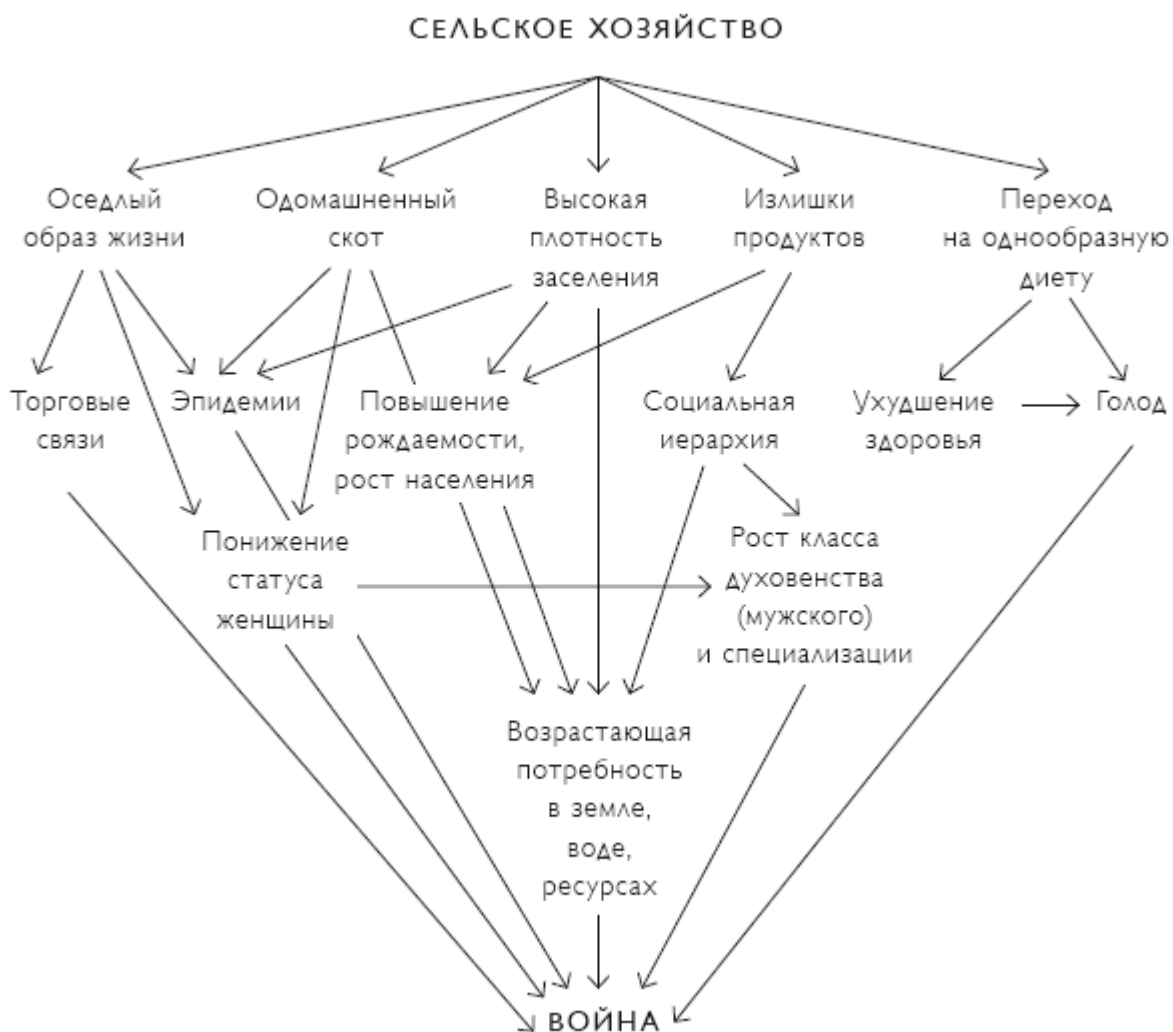 СЕЛЬСКОЕ ХОЗЯЙСТВО
Оседлый
образ жизни
Одомашненный
скот
Высокая
плотность
заселения
Излишки
продуктов
Переход
на однообразную
диету
Торговые
связи
Эпидемии
Повышение
рождаемости,
рост населения
Социальная
иерархия
Ухудшение
здоровья
Голод
Понижение
статуса
женщины
Рост класса
духовенства
(мужского)
и специализации
Возрастающая
потребность
в земле,
воде,
ресурсах
ВОЙНА